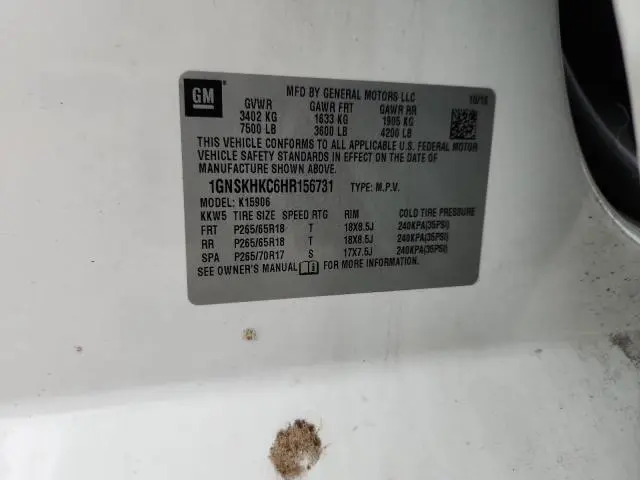 GM
MFD BY GENERAL MOTORS LLC 10/16
GVWR GAWR FRT GAWR RR
3402 KG 1633 KG 1905 KG
7500 LB 3600 LB 4200 LB
THIS VEHICLE CONFORMS TO ALL APPLICABLE U.S. FEDERAL MOTOR
VEHICLE SAFETY STANDARDS IN EFFECT ON THE DATE OF
MANUFACTURE SHOWN ABOVE.
1GNSKHKC6HR156731 TYPE: M.P.V.
MODEL: K15906
KKW5 TIRE SIZE SPEED RTG RIM COLD TIRE PRESSURE
FRT P265/65R18 T 18X8.5J 240KPA(35PSI)
RR P265/65R18 T 18X8.5J 240KPA(35PSI)
SPA P265/70R17 S 17X7.5J 240KPA(35PSI)
SEE OWNER'S MANUAL FOR MORE INFORMATION.